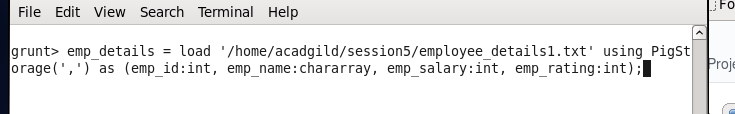 File Edit View Search Terminal Help
grunt> emp_details = load '/home/acadgild/session5/employee_details1.txt' using PigSt
orage(',') as (emp_id:int, emp_name:chararray, emp_salary:int, emp_rating:int);
Fo
Proje